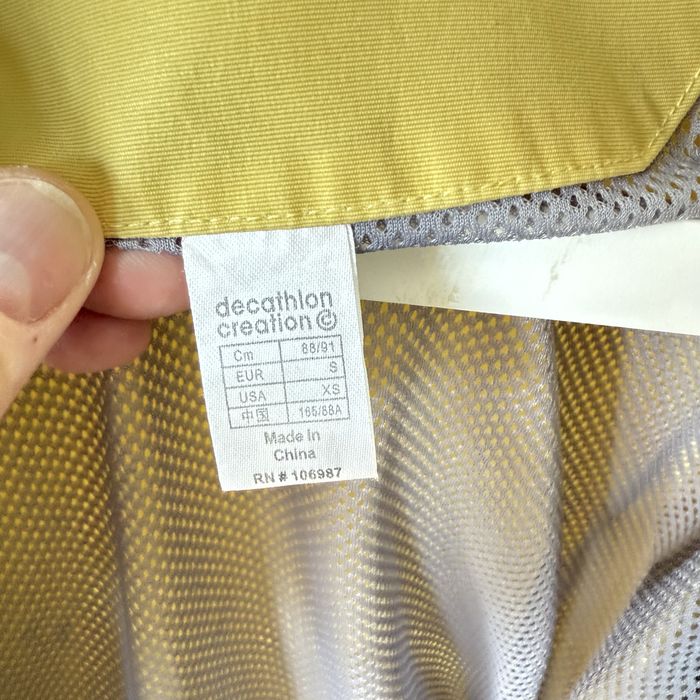 decathlon
creation ©
Cm 88/91
EUR S
USA XS
中国 165/88A
Made In
China
RN # 106987